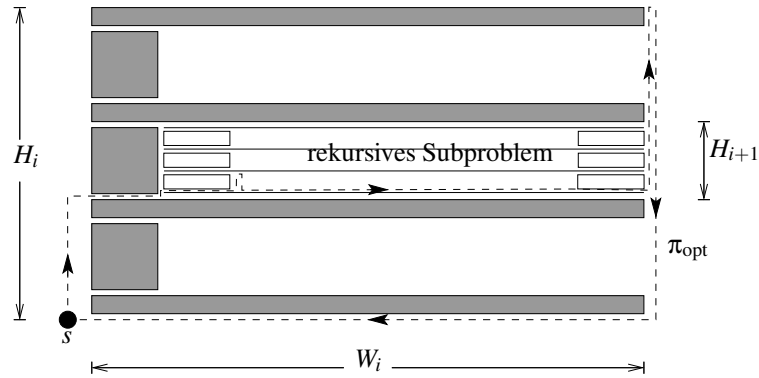 H_i
rekursives Subproblem
H_{i+1}
π_opt
s
W_i